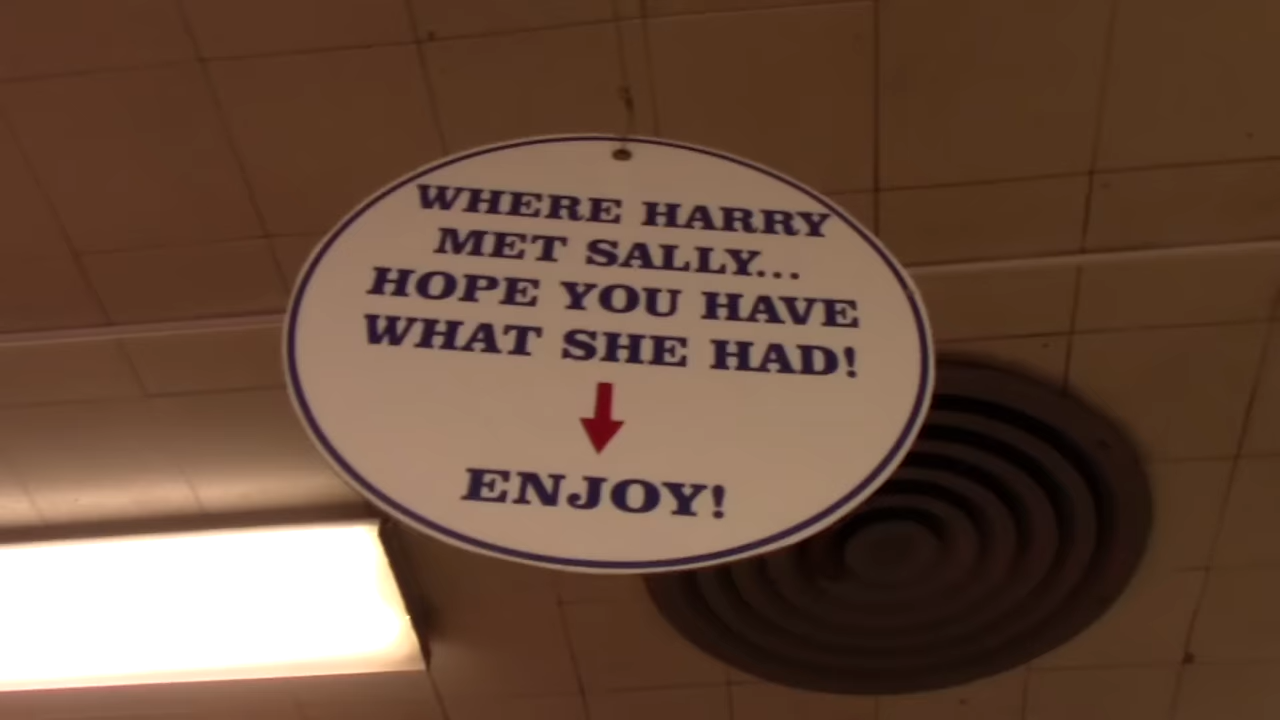 WHERE HARRY
MET SALLY...
HOPE YOU HAVE
WHAT SHE HAD!
ENJOY!